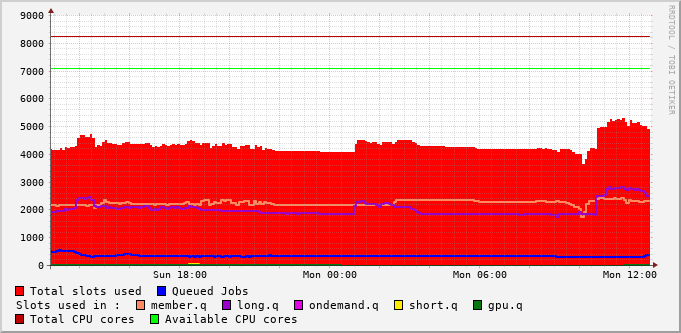 9000
8000
7000
6000
5000
4000
3000
2000
1000
0
Sun 18:00 Mon 00:00 Mon 06:00 Mon 12:00
RRDTOOL / TOBI OETIKER
Total slots used Queued Jobs
Slots used in : member.q long.q ondemand.q short.q gpu.q
Total CPU cores Available CPU cores